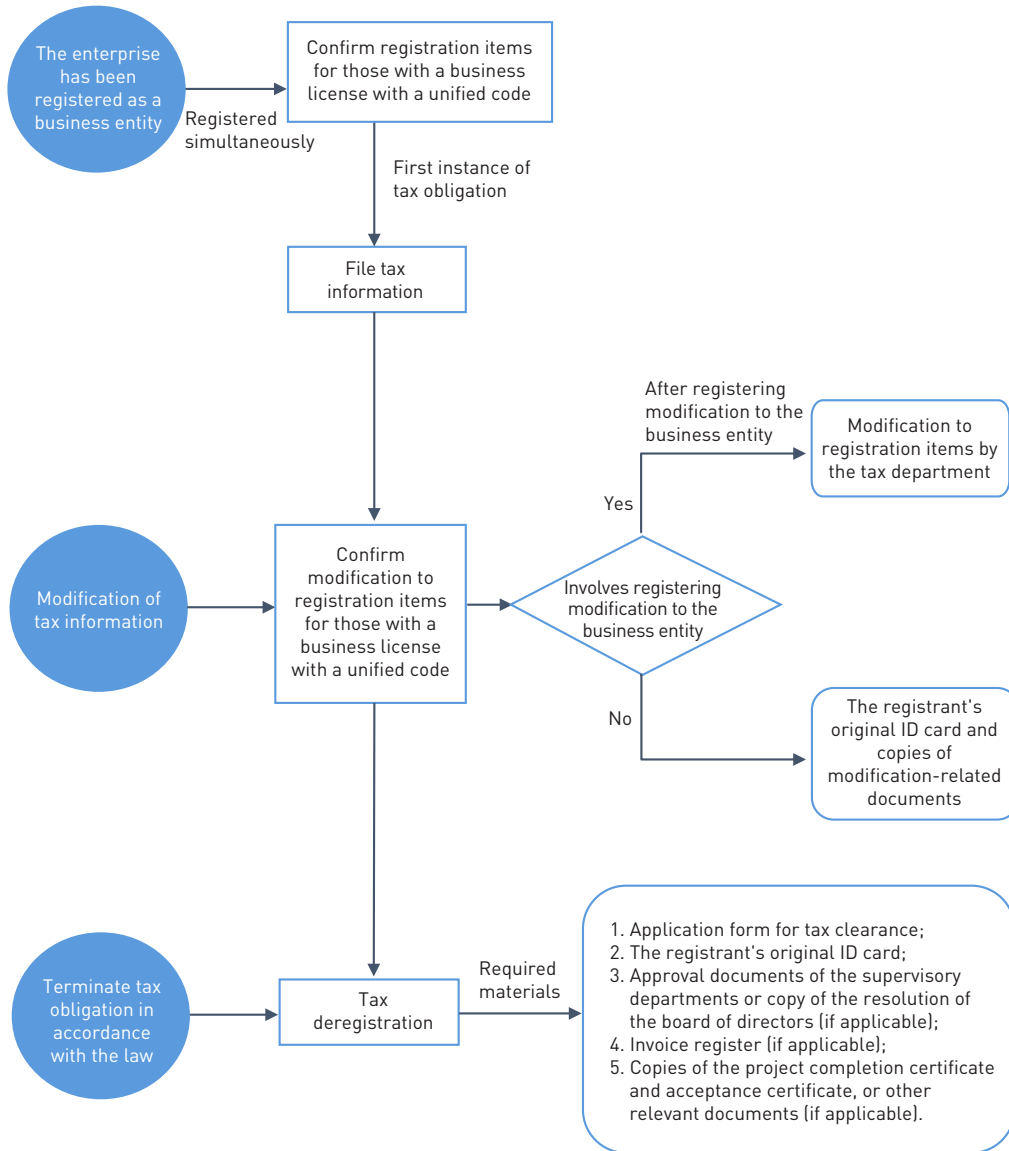 The enterprise
has been
registered as a
business entity
Registered
simultaneously
Confirm registration items
for those with a business
license with a unified code
First instance of
tax obligation
File tax
information
Modification of
tax information
Confirm
modification to
registration items
for those with a
business license
with a unified code
Involves registering
modification to the
business entity
Yes
After registering
modification to the
business entity
Modification to
registration items by
the tax department
No
The registrant's
original ID card and
copies of
modification-related
documents
Terminate tax
obligation in
accordance
with the law
Tax
deregistration
Required
materials
1. Application form for tax clearance;
2. The registrant's original ID card;
3. Approval documents of the supervisory
departments or copy of the resolution of
the board of directors (if applicable);
4. Invoice register (if applicable);
5. Copies of the project completion certificate
and acceptance certificate, or other
relevant documents (if applicable).